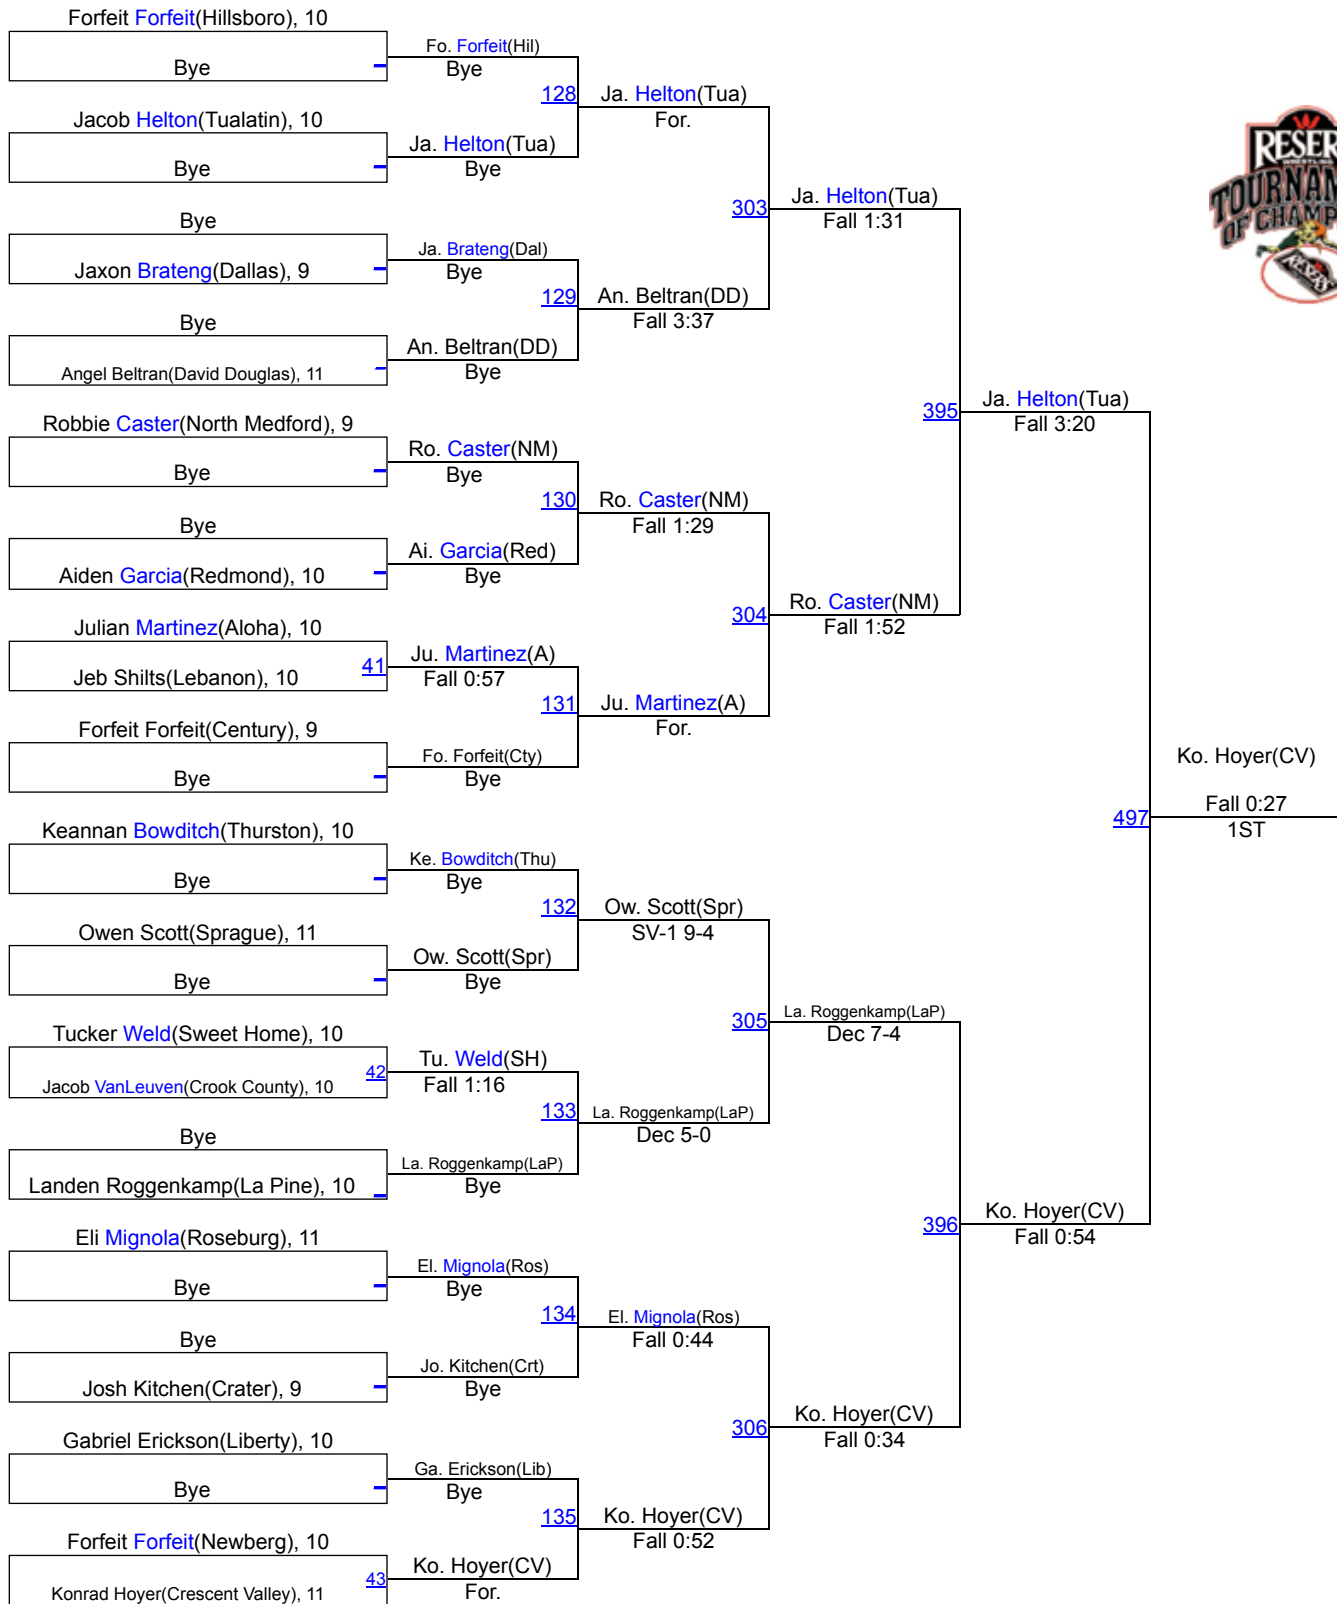 Forfeit Forfeit(Hillsboro), 10
Bye
Fo. Forfeit(Hil)
Bye
128
Ja. Helton(Tua)
For.
Jacob Helton(Tualatin), 10
Bye
Ja. Helton(Tua)
Bye
303
Ja. Helton(Tua)
Fall 1:31
Bye
Jaxon Brateng(Dallas), 9
Ja. Brateng(Dal)
Bye
129
An. Beltran(DD)
Fall 3:37
Bye
Angel Beltran(David Douglas), 11
An. Beltran(DD)
Bye
395
Ja. Helton(Tua)
Fall 3:20
Robbie Caster(North Medford), 9
Bye
Ro. Caster(NM)
Bye
130
Ro. Caster(NM)
Fall 1:29
Bye
Aiden Garcia(Redmond), 10
Ai. Garcia(Red)
Bye
304
Ro. Caster(NM)
Fall 1:52
Julian Martinez(Aloha), 10
Jeb Shilts(Lebanon), 10
41
Ju. Martinez(A)
Fall 0:57
131
Ju. Martinez(A)
For.
Forfeit Forfeit(Century), 9
Bye
Fo. Forfeit(Cty)
Bye
497
Ko. Hoyer(CV)
Fall 0:27
1ST
Keannan Bowditch(Thurston), 10
Bye
Ke. Bowditch(Thu)
Bye
132
Ow. Scott(Spr)
SV-1 9-4
Owen Scott(Sprague), 11
Bye
Ow. Scott(Spr)
Bye
305
La. Roggenkamp(LaP)
Dec 7-4
Tucker Weld(Sweet Home), 10
Jacob VanLeuven(Crook County), 10
42
Tu. Weld(SH)
Fall 1:16
133
La. Roggenkamp(LaP)
Dec 5-0
Bye
Landen Roggenkamp(La Pine), 10
La. Roggenkamp(LaP)
Bye
396
Ko. Hoyer(CV)
Fall 0:54
Eli Mignola(Roseburg), 11
Bye
El. Mignola(Ros)
Bye
134
El. Mignola(Ros)
Fall 0:44
Bye
Josh Kitchen(Crater), 9
Jo. Kitchen(Crt)
Bye
306
Ko. Hoyer(CV)
Fall 0:34
Gabriel Erickson(Liberty), 10
Bye
Ga. Erickson(Lib)
Bye
135
Ko. Hoyer(CV)
Fall 0:52
Forfeit Forfeit(Newberg), 10
Konrad Hoyer(Crescent Valley), 11
43
Ko. Hoyer(CV)
For.